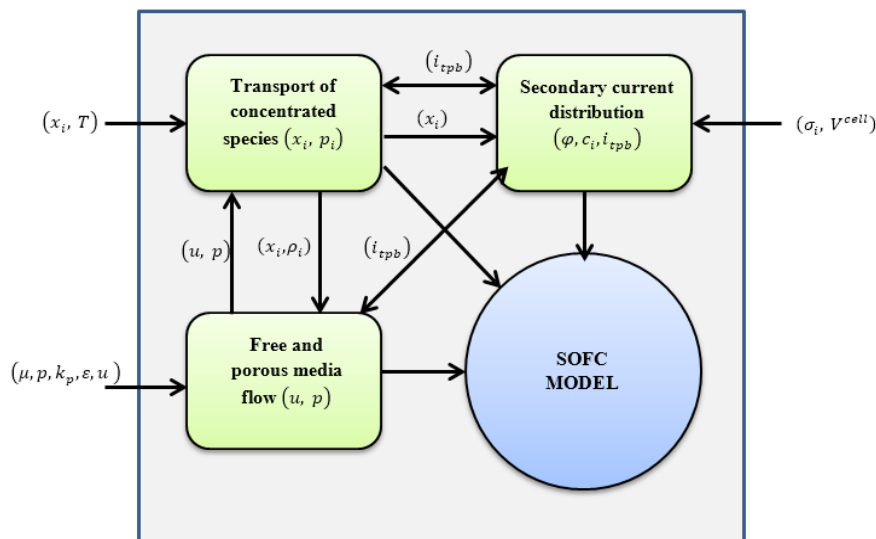 (i_tpb)
Transport of
concentrated
species (x_i, p_i)
Secondary current
distribution
(φ, c_i, i_tpb)
(x_i, T)
(x_i)
(σ_i, V^cell)
(u, p)
(x_i, ρ_i)
(i_tpb)
Free and
porous media
flow (u, p)
SOFC
MODEL
(μ, p, k_p, ε, u )